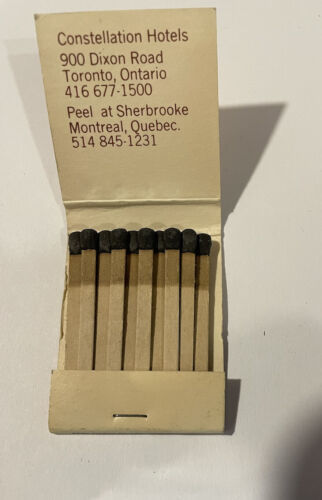 Constellation Hotels
900 Dixon Road
Toronto, Ontario
416 677-1500
Peel at Sherbrooke
Montreal, Quebec.
514 845-1231